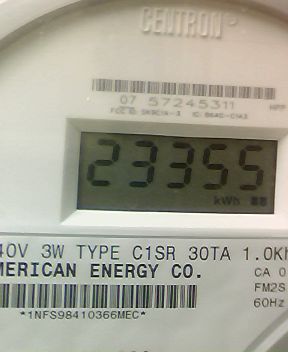 CENTRON®
07 57245311
23355
kWh
40V 3W TYPE C1SR 30TA 1.0Kh
MERICAN ENERGY CO.
CA 0
FM2S
60Hz
*1NFS98410366MEC*